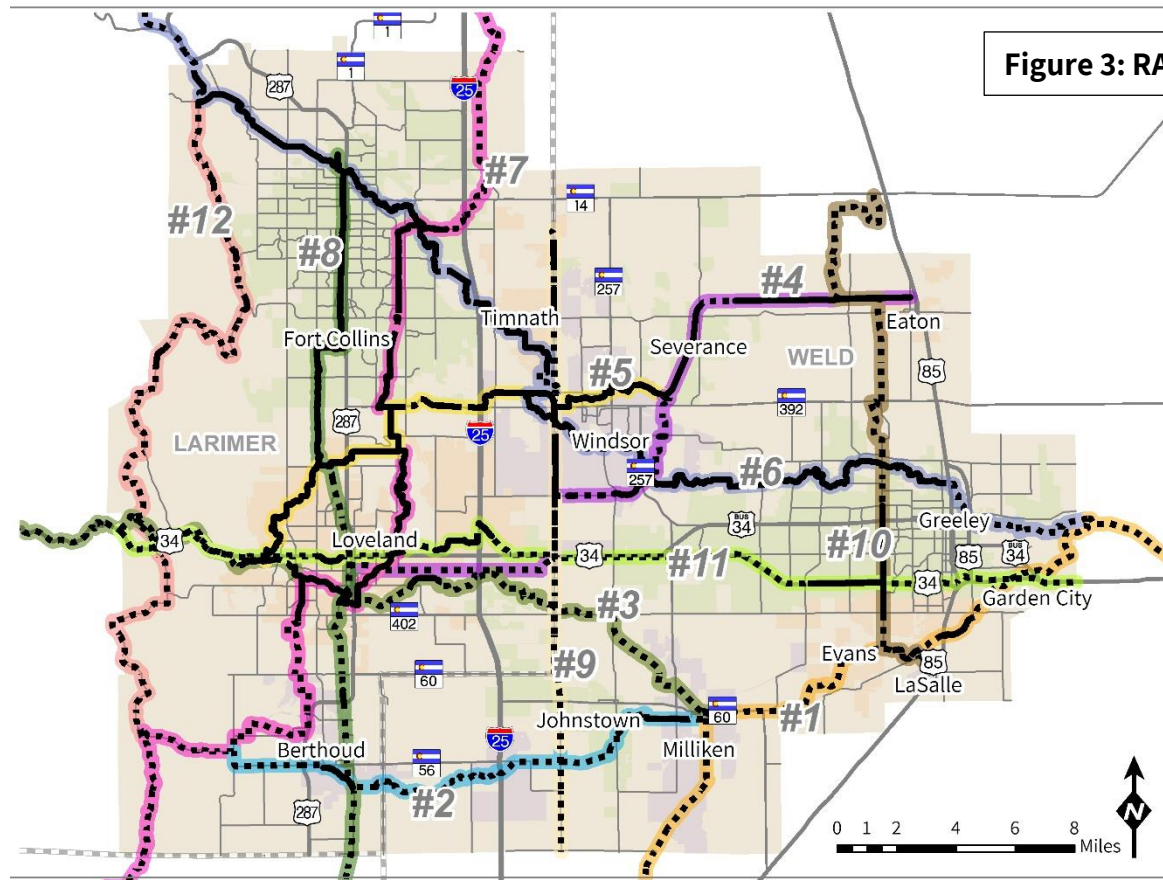 1
1
Figure 3: RA
287
25
#7
14
#12
#8
257
#4
Timnath
Eaton
Fort Collins
Severance
WELD
85
#5
392
287
25
LARIMER
Windsor
257
#6
BUS
34
Greeley
34
Loveland
34
#11
#10
85
BUS
34
34
Garden City
402
#3
Evans
85
60
#9
LaSalle
60
#1
Johnstown
25
Berthoud
Milliken
56
#2
287
N
0 1 2 4 6 8
Miles